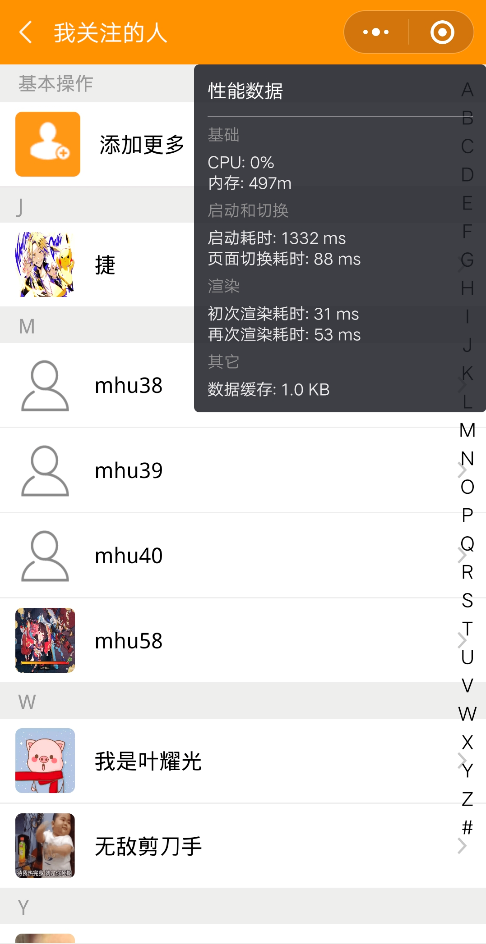 我关注的人
基本操作
添加更多
性能数据
基础
CPU: 0%
内存: 497m
启动和切换
启动耗时: 1332 ms
页面切换耗时: 88 ms
渲染
初次渲染耗时: 31 ms
再次渲染耗时: 53 ms
其它
数据缓存: 1.0 KB
J
捷
M
mhu38
mhu39
mhu40
mhu58
W
我是叶耀光
无敌剪刀手
Y
A
B
C
D
E
F
G
H
I
J
K
L
M
N
O
P
Q
R
S
T
U
V
W
X
Y
Z
#